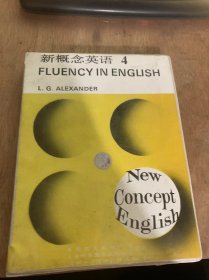 新概念英语 4
FLUENCY IN ENGLISH
L. G. ALEXANDER
New
Concept
English